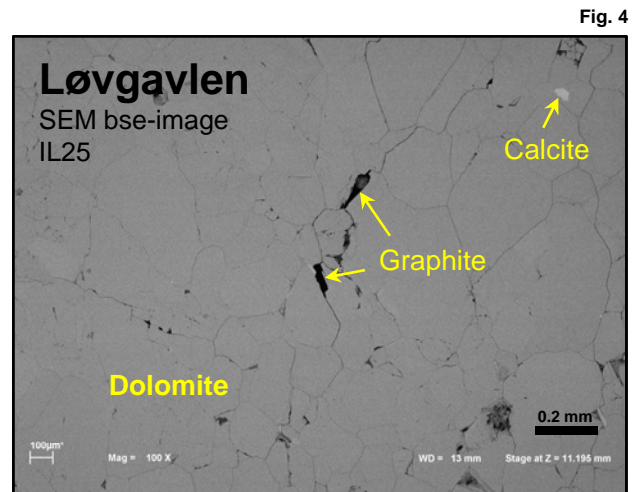 Fig. 4
Løvgavlen
SEM bse-image
IL25
Calcite
Graphite
Dolomite
0.2 mm
100µm*
Mag = 100 X
WD = 13 mm
Stage at Z = 11.195 mm